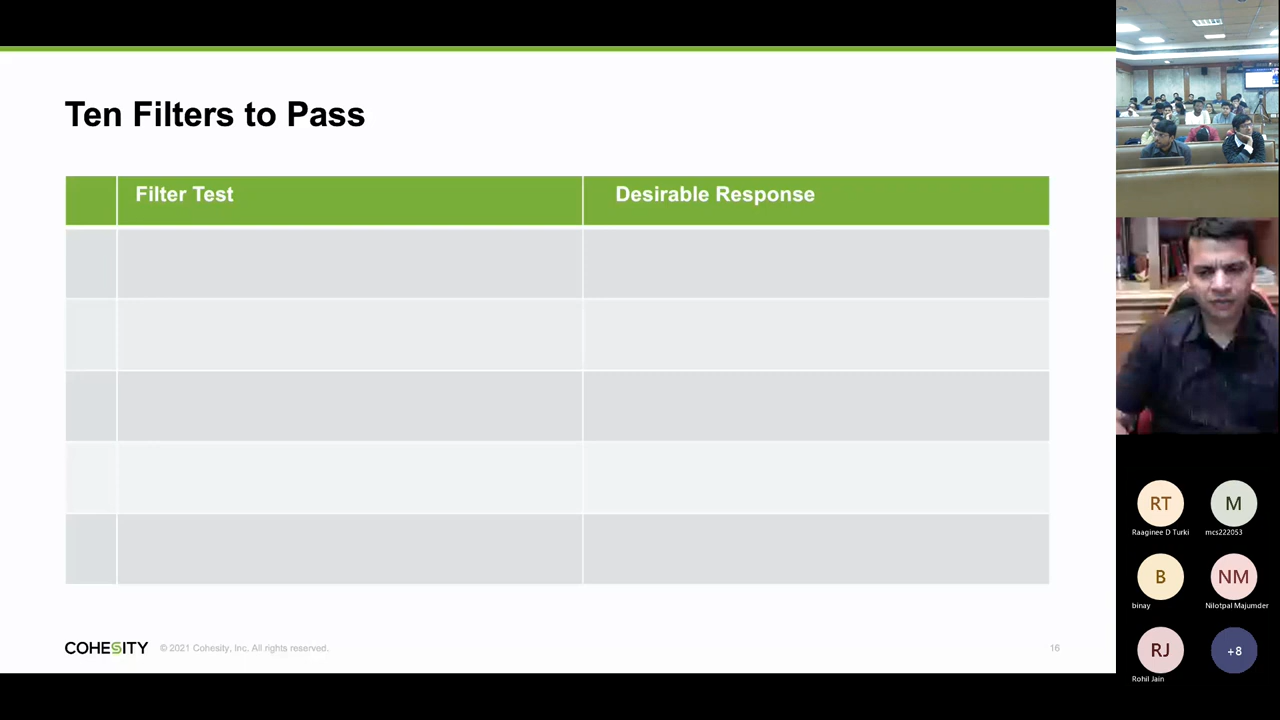 Ten Filters to Pass
Filter Test
Desirable Response
COHESITY
© 2021 Cohesity, Inc. All rights reserved.
16
RT
M
Raaginee D Turki
mcs222053
B
NM
binay
Nilotpal Majumder
RJ
+8
Rohil Jain